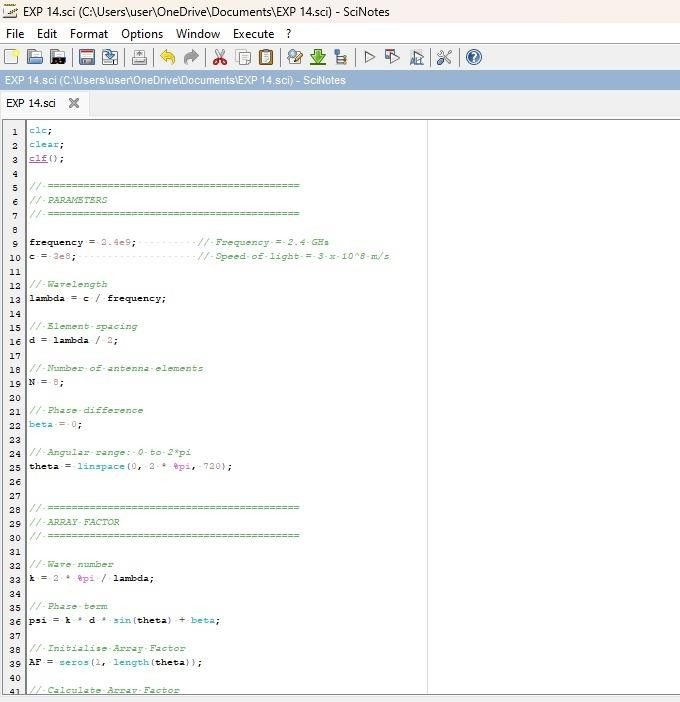 EXP 14.sci (C:\Users\user\OneDrive\Documents\EXP 14.sci) - SciNotes
File Edit Format Options Window Execute ?
EXP 14.sci (C:\Users\user\OneDrive\Documents\EXP 14.sci) - SciNotes
EXP 14.sci
1 clc;
2 clear;
3 clf();
4
5 // ==========================================
6 // PARAMETERS
7 // ==========================================
8
9 frequency = 2.4e9; // Frequency = 2.4 GHz
10 c = 3e8; // Speed of light = 3 x 10^8 m/s
11
12 // Wavelength
13 lambda = c / frequency;
14
15 // Element spacing
16 d = lambda / 2;
17
18 // Number of antenna elements
19 N = 8;
20
21 // Phase difference
22 beta = 0;
23
24 // Angular range: 0 to 2*pi
25 theta = linspace(0, 2 * %pi, 720);
26
27
28 // ==========================================
29 // ARRAY FACTOR
30 // ==========================================
31
32 // Wave number
33 k = 2 * %pi / lambda;
34
35 // Phase term
36 psi = k * d * sin(theta) + beta;
37
38 // Initialise Array Factor
39 AF = zeros(1, length(theta));
40
41 // Calculate Array Factor